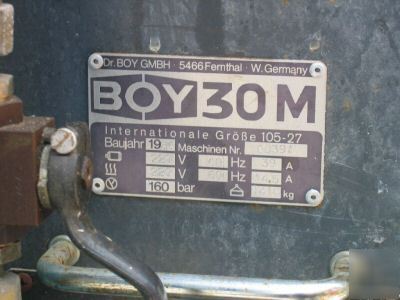 Dr. BOY GMBH · 5466 Fernthal · W. Germany
BOY 30 M
Internationale Größe 105-27
Baujahr 19 Maschinen Nr.
V Hz A
V Hz A
160 bar kg